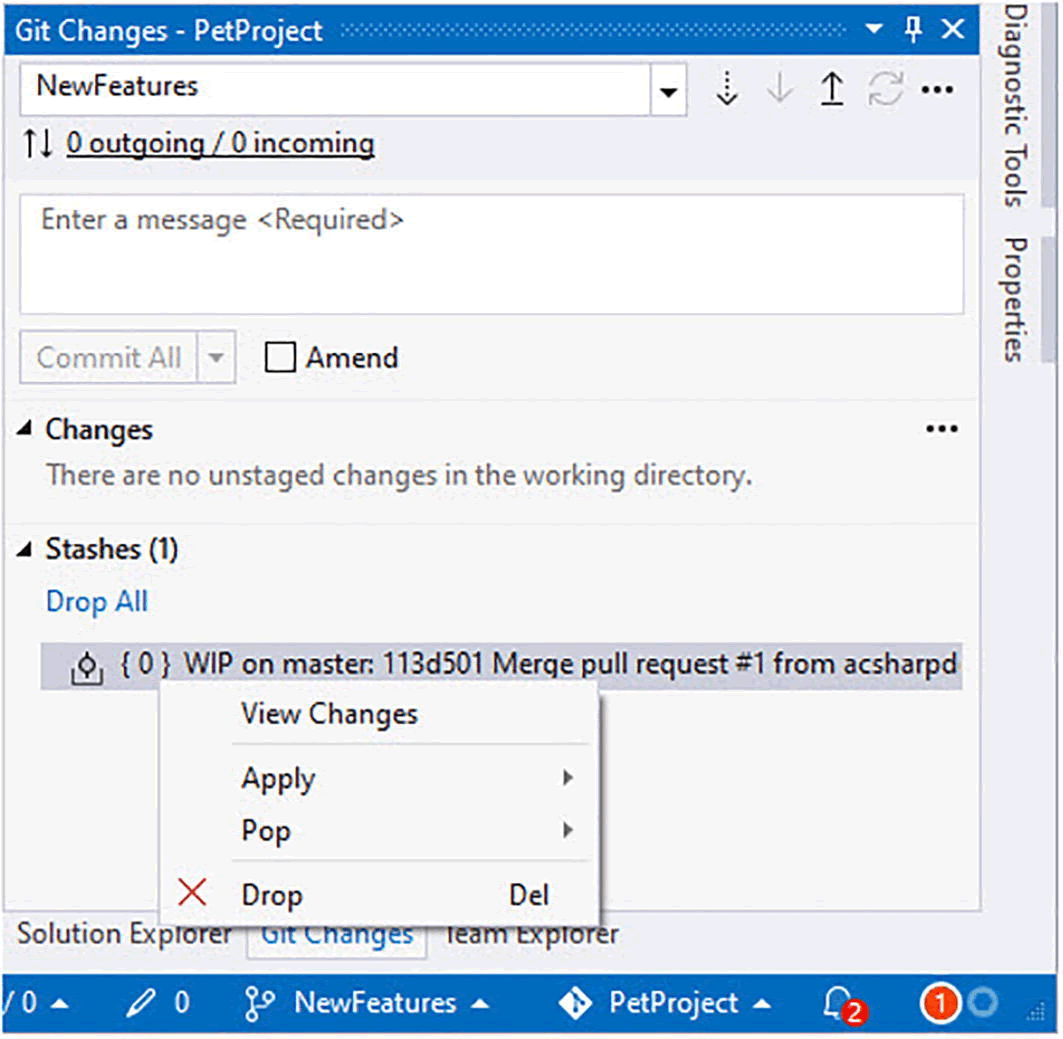 Git Changes - PetProject
NewFeatures
0 outgoing / 0 incoming
Enter a message <Required>
Commit All
Amend
Changes
There are no unstaged changes in the working directory.
Stashes (1)
Drop All
{ 0 } WIP on master: 113d501 Merge pull request #1 from acsharpd
View Changes
Apply
Pop
Drop Del
Solution Explorer Git Changes Team Explorer
/ 0 0 NewFeatures PetProject 2 1
Diagnostic Tools
Properties